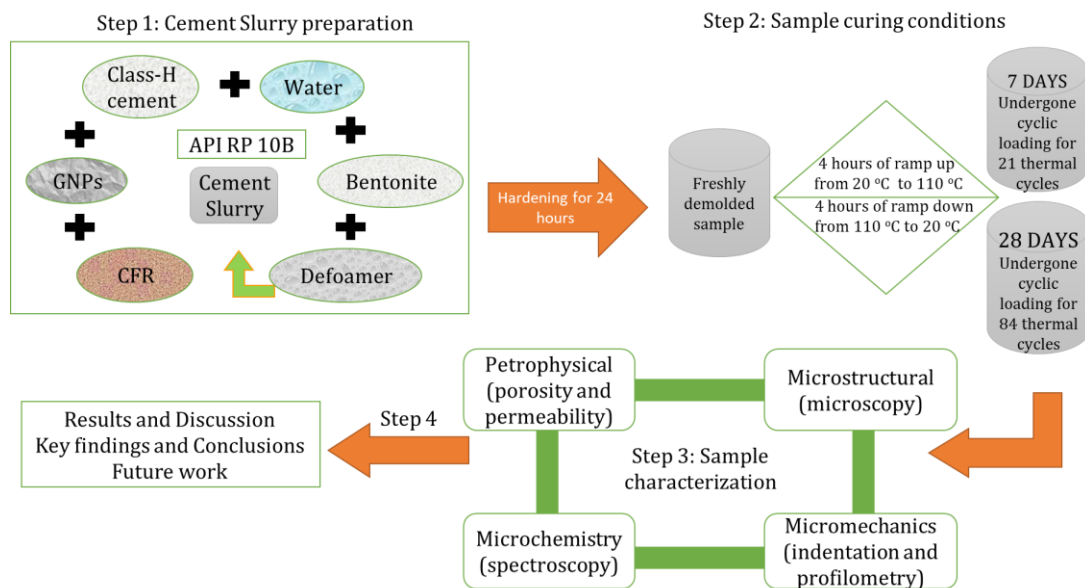 Step 1: Cement Slurry preparation
Class-H
cement
Water
GNPs
API RP 10B
Cement
Slurry
Bentonite
CFR
Defoamer
Hardening for 24
hours
Step 2: Sample curing conditions
Freshly
demolded
sample
4 hours of ramp up
from 20 °C to 110 °C
4 hours of ramp down
from 110 °C to 20 °C
7 DAYS
Undergone
cyclic
loading for
21 thermal
cycles
28 DAYS
Undergone
cyclic
loading for
84 thermal
cycles
Petrophysical
(porosity and
permeability)
Microstructural
(microscopy)
Step 3: Sample
characterization
Microchemistry
(spectroscopy)
Micromechanics
(indentation and
profilometry)
Step 4
Results and Discussion
Key findings and Conclusions
Future work